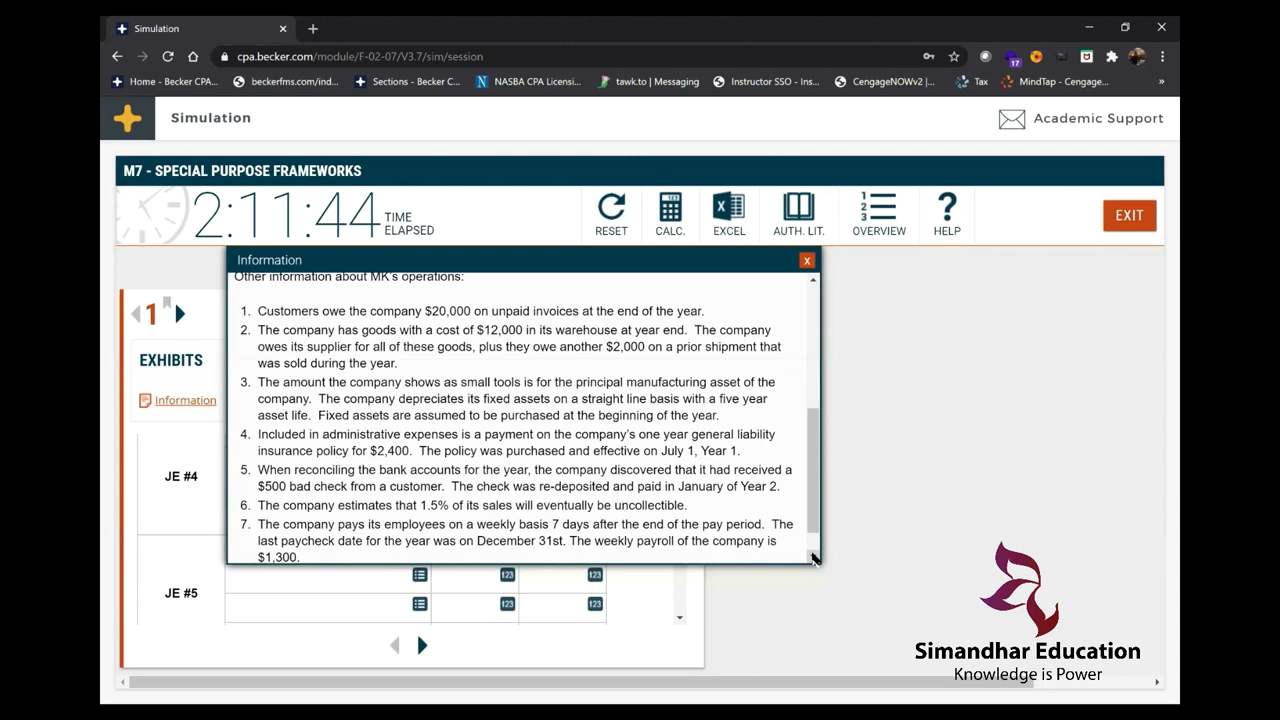 Simulation
cpa.becker.com/module/F-02-07/V3.7/sim/session
17
Home - Becker CPA...
beckerfms.com/ind...
Sections - Becker C...
NASBA CPA Licensi...
tawk.to | Messaging
Instructor SSO - Ins...
CengageNOWv2 |...
Tax
MindTap - Cengage...
»
Simulation
Academic Support
M7 - SPECIAL PURPOSE FRAMEWORKS
2:11:44 TIME ELAPSED
RESET
CALC.
EXCEL
AUTH. LIT.
OVERVIEW
HELP
EXIT
Information
x
Other information about MK's operations:
1. Customers owe the company $20,000 on unpaid invoices at the end of the year.
2. The company has goods with a cost of $12,000 in its warehouse at year end. The company
owes its supplier for all of these goods, plus they owe another $2,000 on a prior shipment that
was sold during the year.
3. The amount the company shows as small tools is for the principal manufacturing asset of the
company. The company depreciates its fixed assets on a straight line basis with a five year
asset life. Fixed assets are assumed to be purchased at the beginning of the year.
4. Included in administrative expenses is a payment on the company's one year general liability
insurance policy for $2,400. The policy was purchased and effective on July 1, Year 1.
5. When reconciling the bank accounts for the year, the company discovered that it had received a
$500 bad check from a customer. The check was re-deposited and paid in January of Year 2.
6. The company estimates that 1.5% of its sales will eventually be uncollectible.
7. The company pays its employees on a weekly basis 7 days after the end of the pay period. The
last paycheck date for the year was on December 31st. The weekly payroll of the company is
$1,300.
1
EXHIBITS
Information
JE #4
JE #5
123
123
123
123
Simandhar Education
Knowledge is Power